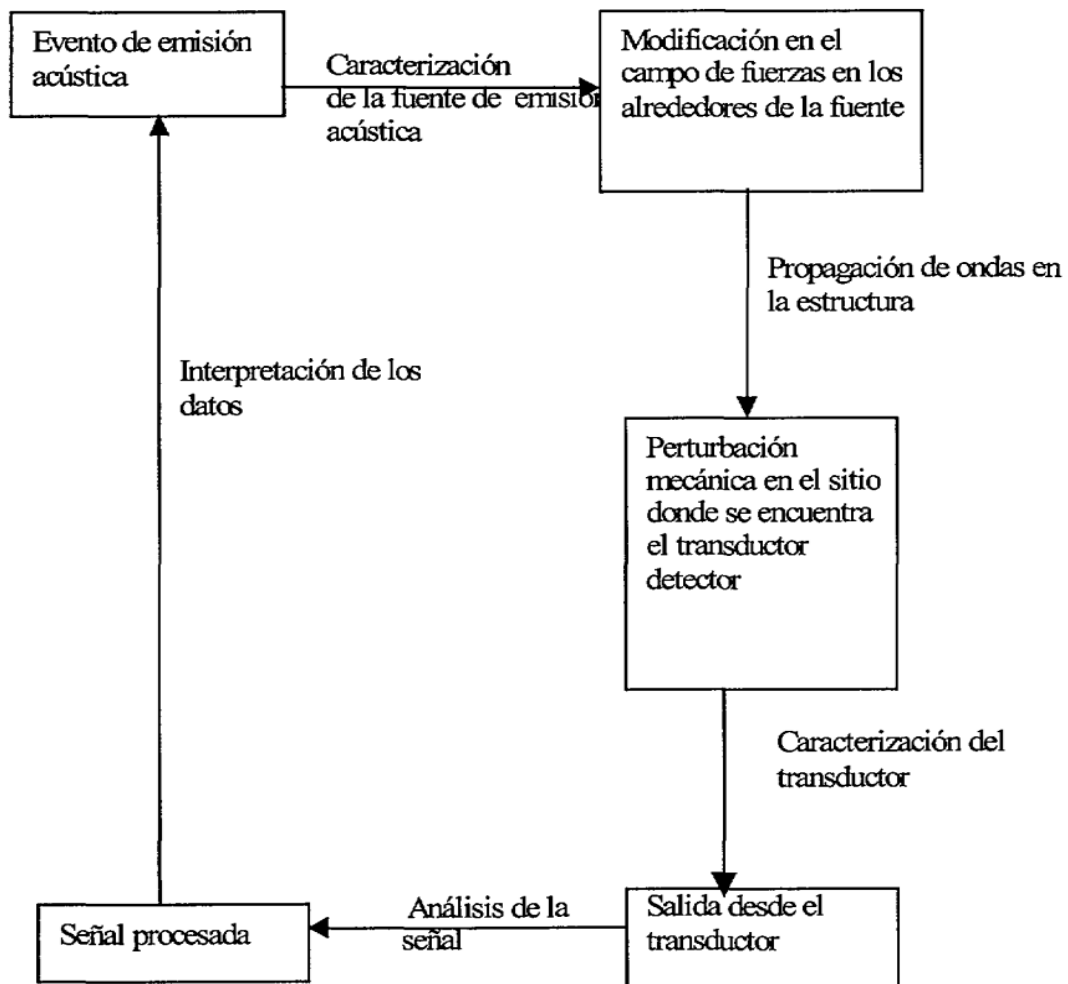 Evento de emisión
acústica
Caracterización
de la fuente de emisión
acústica
Modificación en el
campo de fuerzas en los
alrededores de la fuente
Propagación de ondas en
la estructura
Interpretación de los
datos
Perturbación
mecánica en el sitio
donde se encuentra
el transductor
detector
Caracterización del
transductor
Salida desde el
transductor
Análisis de la
señal
Señal procesada